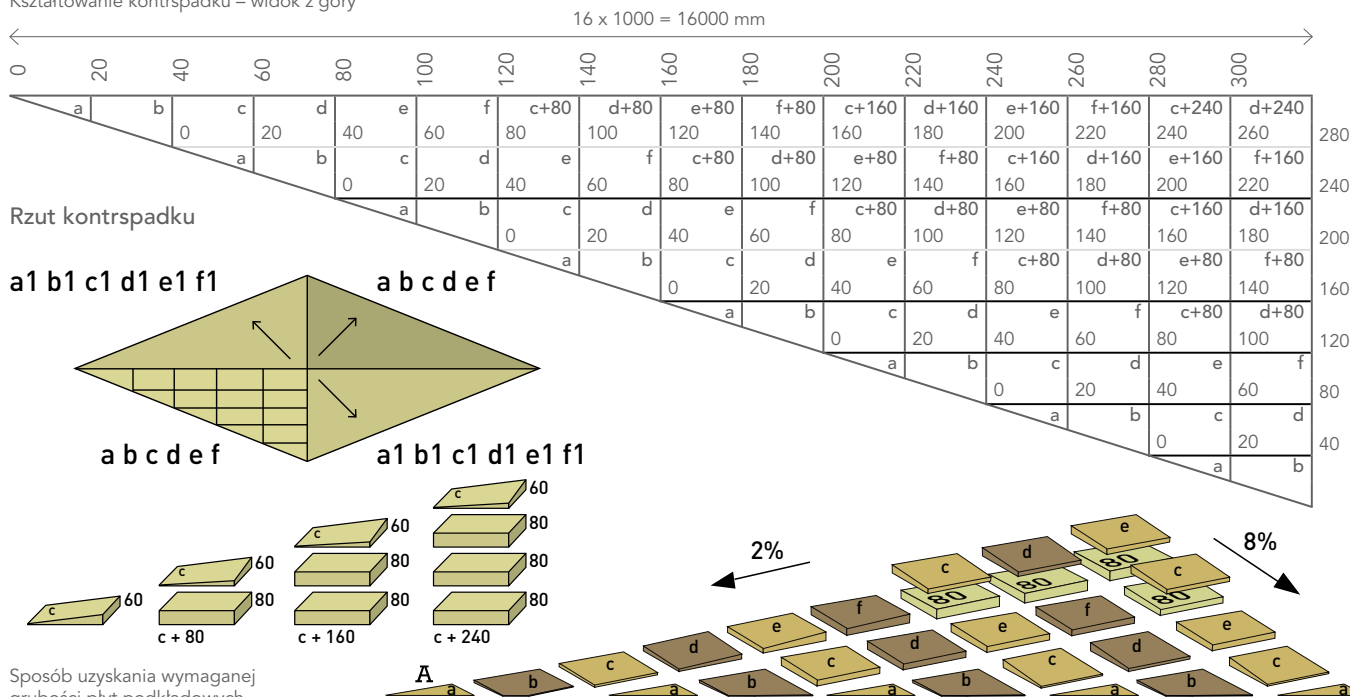 Kształtowanie kontrspadku – widok z góry
16 x 1000 = 16000 mm
0 20 40 60 80 100 120 140 160 180 200 220 240 260 280 300
a b c d e f c+80 d+80 e+80 f+80 c+160 d+160 e+160 f+160 c+240 d+240
0 20 40 60 80 100 120 140 160 180 200 220 240 260 280
a b c d e f c+80 d+80 e+80 f+80 c+160 d+160 e+160 f+160
0 20 40 60 80 100 120 140 160 180 200 220 240
Rzut kontrspadku
a b c d e f c+80 d+80 e+80 f+80 c+160 d+160
0 20 40 60 80 100 120 140 160 180 200
a b c d e f c+80 d+80 e+80 f+80
0 20 40 60 80 100 120 140 160
a1 b1 c1 d1 e1 f1
a b c d e f
a b c d e f c+80 d+80
0 20 40 60 80 100 120
a b c d e f
0 20 40 60 80
a b c d
0 20 40
a b
a b c d e f
a1 b1 c1 d1 e1 f1
c 60
c 60 80
c + 80
c 60 80 80
c + 160
c 60 80 80 80
c + 240
2%
8%
e
d 80
c 80 c
80 80
f e f e
d c d c
A
a b a b a b a
Sposób uzyskania wymaganej
grubości płyt podkładowych